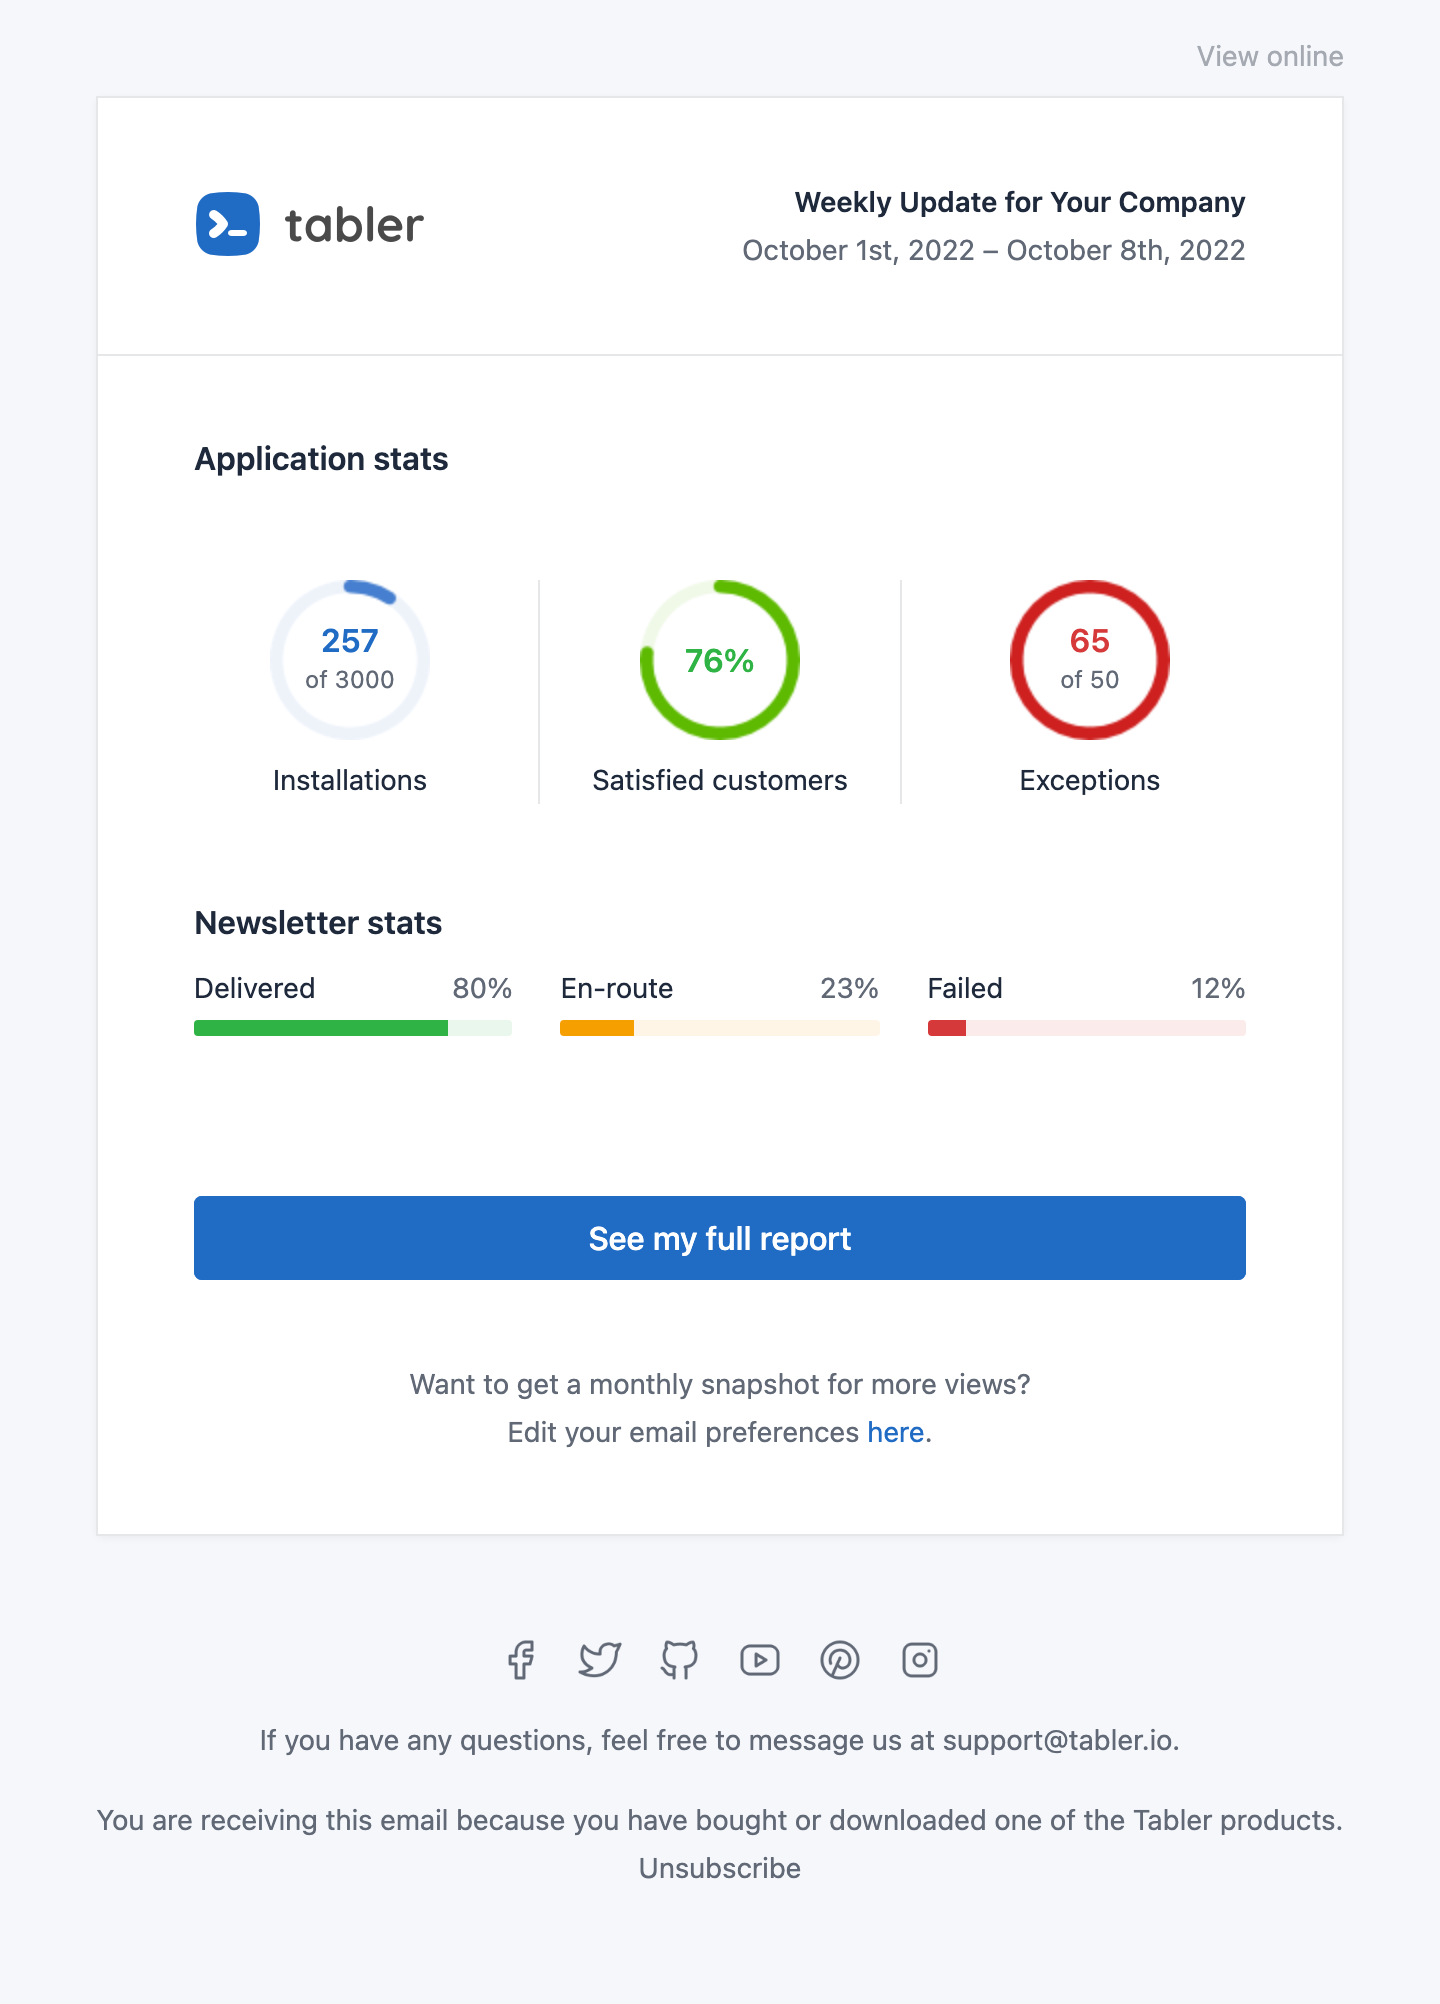 View online
tabler
Weekly Update for Your Company
October 1st, 2022 – October 8th, 2022
Application stats
257
of 3000
Installations
76%
Satisfied customers
65
of 50
Exceptions
Newsletter stats
Delivered 80%
En-route 23%
Failed 12%
See my full report
Want to get a monthly snapshot for more views?
Edit your email preferences here.
If you have any questions, feel free to message us at support@tabler.io.
You are receiving this email because you have bought or downloaded one of the Tabler products.
Unsubscribe